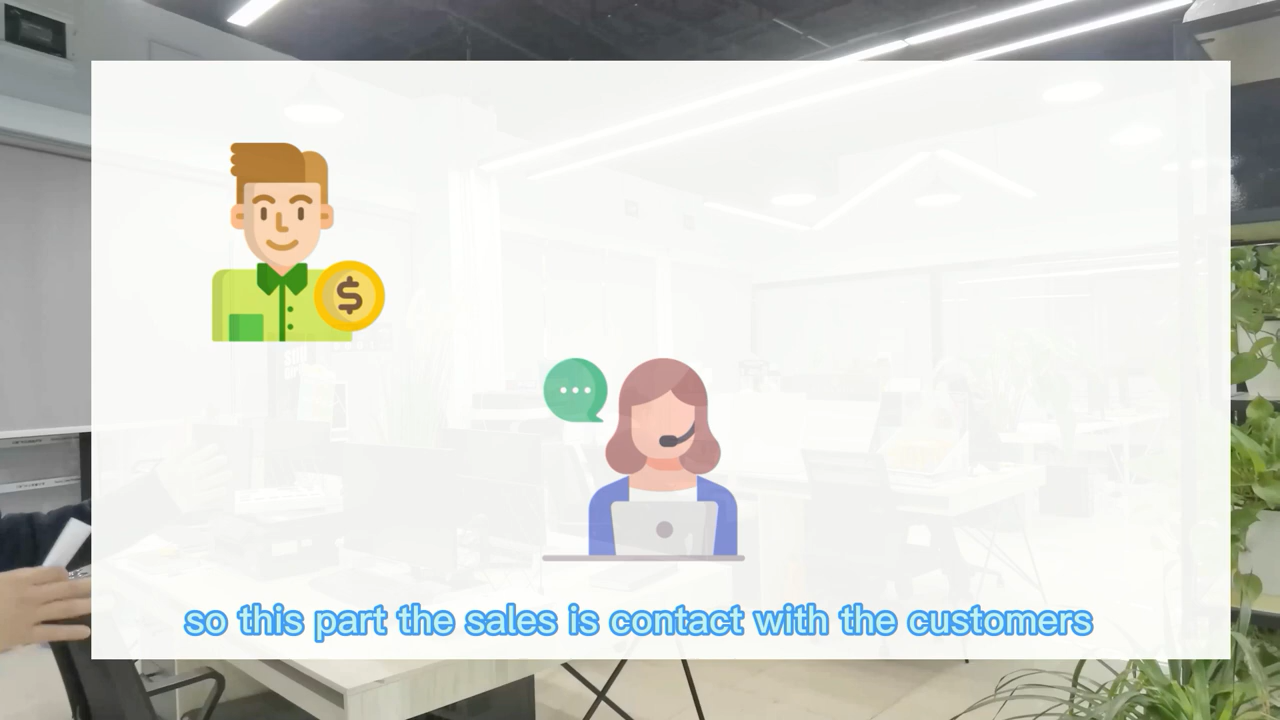 $
so this part the sales is contact with the customers